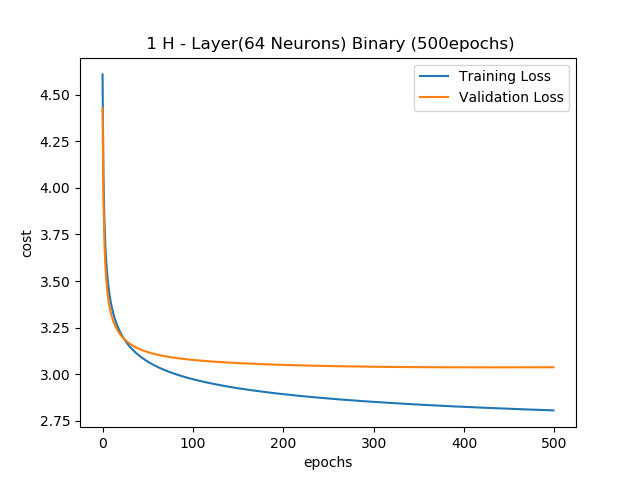 1 H - Layer(64 Neurons) Binary (500epochs)
Training Loss
Validation Loss
4.50
4.25
4.00
3.75
3.50
3.25
3.00
2.75
cost
0 100 200 300 400 500
epochs